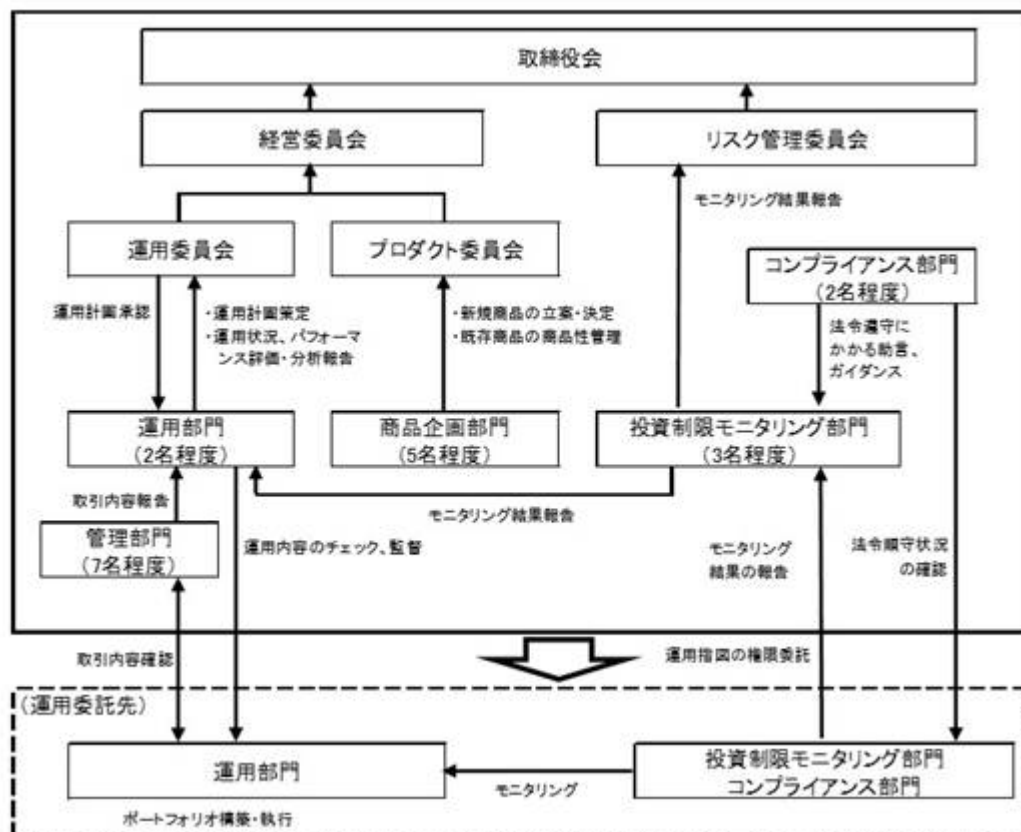 取締役会
経営委員会
リスク管理委員会
モニタリング結果報告
運用委員会
プロダクト委員会
コンプライアンス部門
(2名程度)
運用計画承認
・運用計画策定
・運用状況、パフォーマ
ンス評価・分析報告
・新規商品の立案・決定
・既存商品の商品性管理
法令遵守に
かかる助言、
ガイダンス
運用部門
(2名程度)
商品企画部門
(5名程度)
投資制限モニタリング部門
(3名程度)
取引内容報告
モニタリング結果報告
管理部門
(7名程度)
運用内容のチェック、監督
モニタリング
結果の報告
法令順守状況
の確認
取引内容確認
運用指図の権限委託
(運用委託先)
運用部門
モニタリング
投資制限モニタリング部門
コンプライアンス部門
ポートフォリオ構築・執行